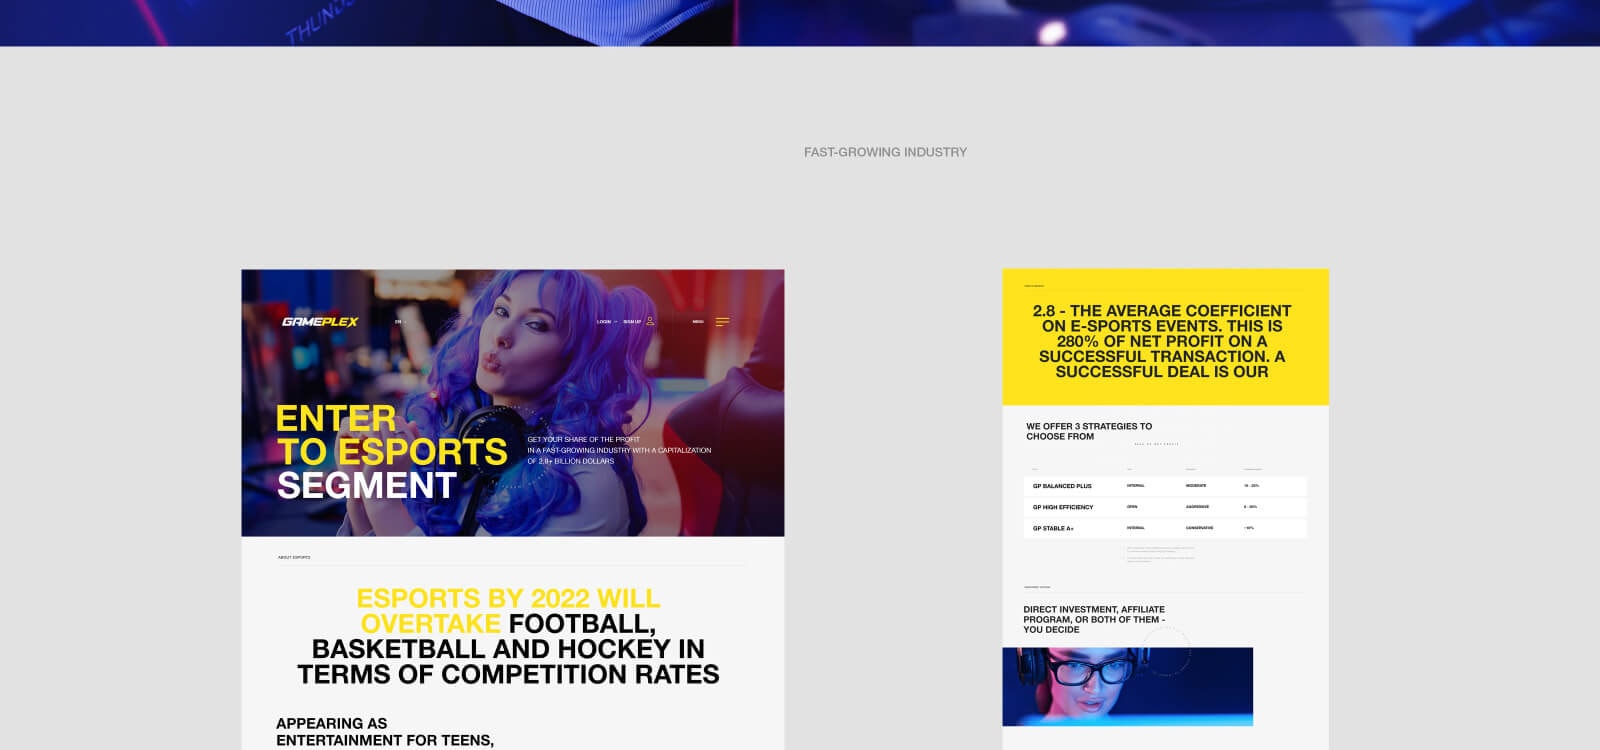 THUNDE
FAST-GROWING INDUSTRY
GAMEPLEX
EN
LOGIN
SIGN UP
MENU
ENTER
TO ESPORTS
SEGMENT
GET YOUR SHARE OF THE PROFIT
IN A FAST-GROWING INDUSTRY WITH A CAPITALIZATION
OF 2.8+ BILLION DOLLARS
ABOUT ESPORTS
ESPORTS BY 2022 WILL
OVERTAKE FOOTBALL,
BASKETBALL AND HOCKEY IN
TERMS OF COMPETITION RATES
APPEARING AS
ENTERTAINMENT FOR TEENS,
2.8 - THE AVERAGE COEFFICIENT
ON E-SPORTS EVENTS. THIS IS
280% OF NET PROFIT ON A
SUCCESSFUL TRANSACTION. A
SUCCESSFUL DEAL IS OUR
WE OFFER 3 STRATEGIES TO
CHOOSE FROM
GP BALANCED PLUS INTERNAL MODERATE
GP HIGH EFFICIENCY OPEN AGGRESSIVE
GP STABLE A+ INTERNAL CONSERVATIVE
DIRECT INVESTMENT, AFFILIATE
PROGRAM, OR BOTH OF THEM -
YOU DECIDE